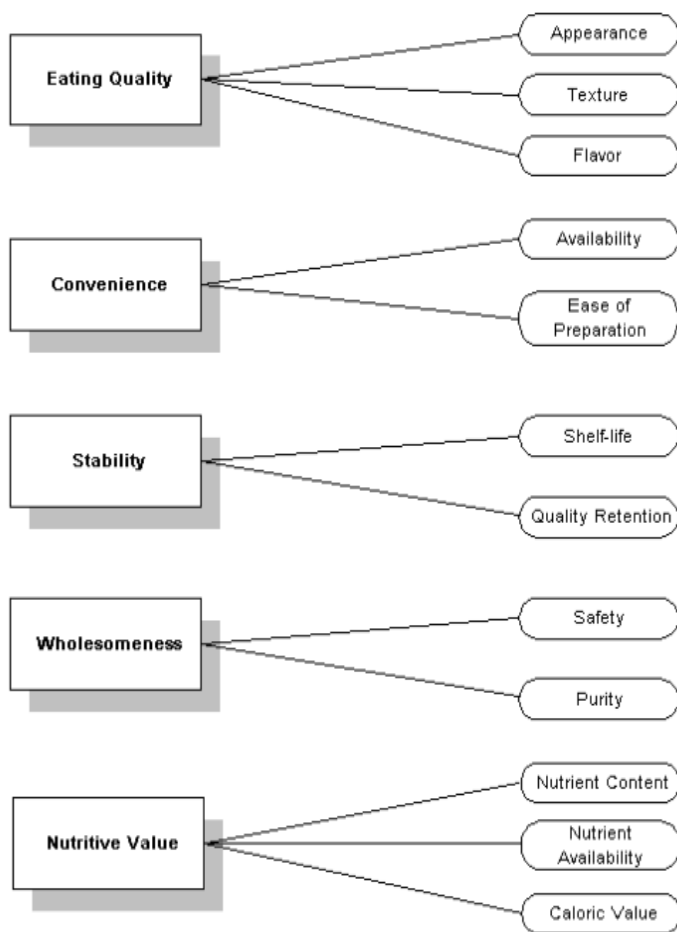 Eating Quality
Appearance
Texture
Flavor
Convenience
Availability
Ease of
Preparation
Stability
Shelf-life
Quality Retention
Wholesomeness
Safety
Purity
Nutritive Value
Nutrient Content
Nutrient
Availability
Caloric Value